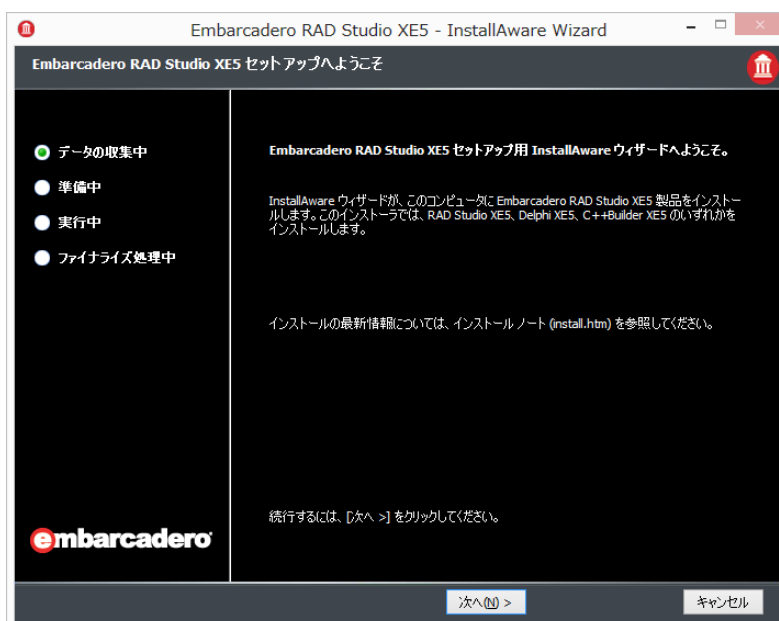 Embarcadero RAD Studio XE5 - InstallAware Wizard
Embarcadero RAD Studio XE5 セットアップへようこそ
データの収集中
準備中
実行中
ファイナライズ処理中
Embarcadero RAD Studio XE5 セットアップ用 InstallAware ウィザードへようこそ。
InstallAware ウィザードが、このコンピュータに Embarcadero RAD Studio XE5 製品をインストー
ルします。このインストーラでは、RAD Studio XE5、Delphi XE5、C++Builder XE5 のいずれかを
インストールします。
インストールの最新情報については、インストール ノート (install.htm) を参照してください。
続行するには、[次へ >] をクリックしてください。
embarcadero
次へ(N) >
キャンセル